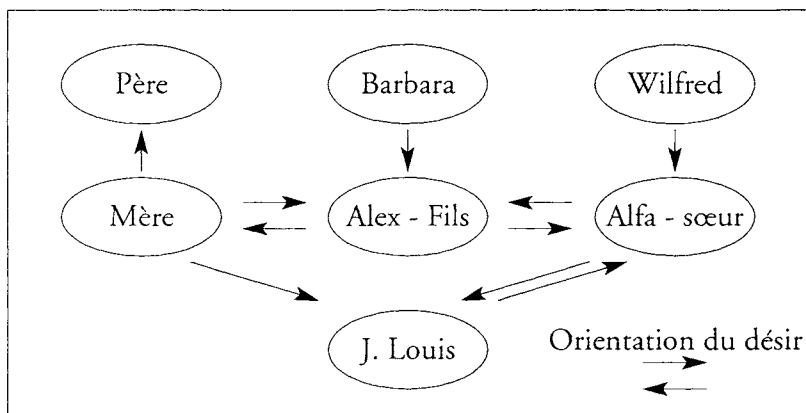 Père Barbara Wilfred
Mère Alex - Fils Alfa - sœur
J. Louis
Orientation du désir